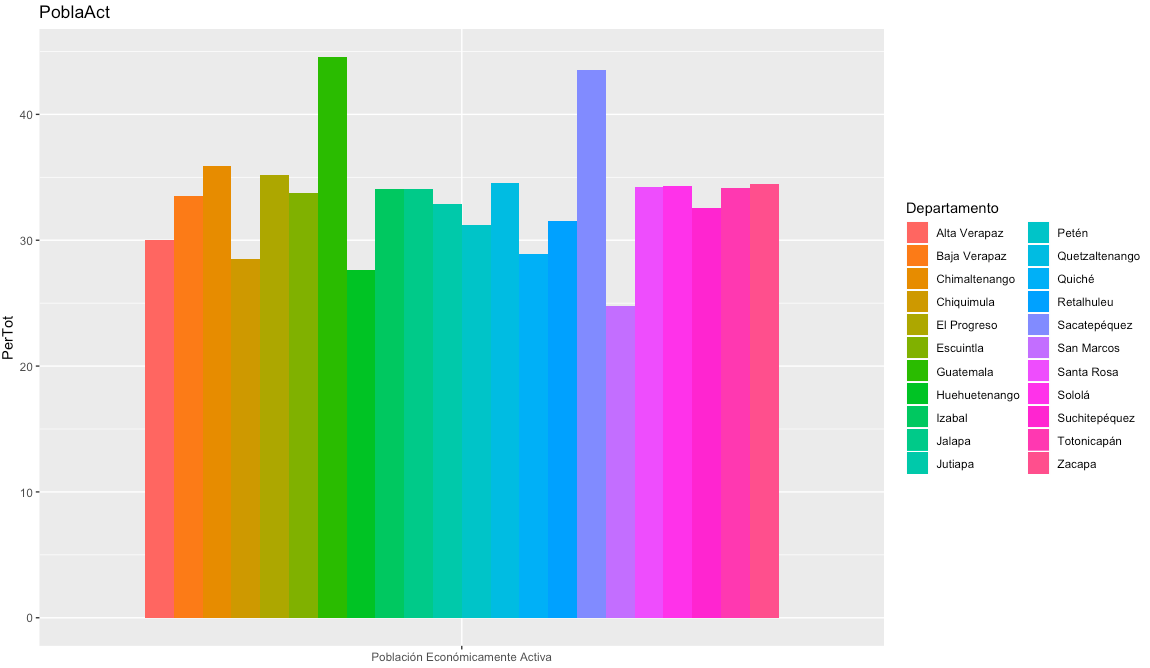 PoblaAct
PerTot
40
30
20
10
0
Población Económicamente Activa
Departamento
Alta Verapaz
Baja Verapaz
Chimaltenango
Chiquimula
El Progreso
Escuintla
Guatemala
Huehuetenango
Izabal
Jalapa
Jutiapa
Petén
Quetzaltenango
Quiché
Retalhuleu
Sacatepéquez
San Marcos
Santa Rosa
Sololá
Suchitepéquez
Totonicapán
Zacapa